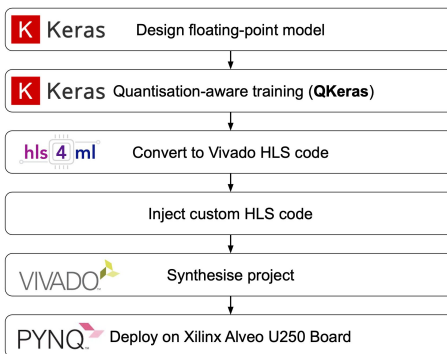 K Keras Design floating-point model
K Keras Quantisation-aware training (QKeras)
hls 4 ml Convert to Vivado HLS code
Inject custom HLS code
VIVADO Synthesise project
PYNQ Deploy on Xilinx Alveo U250 Board